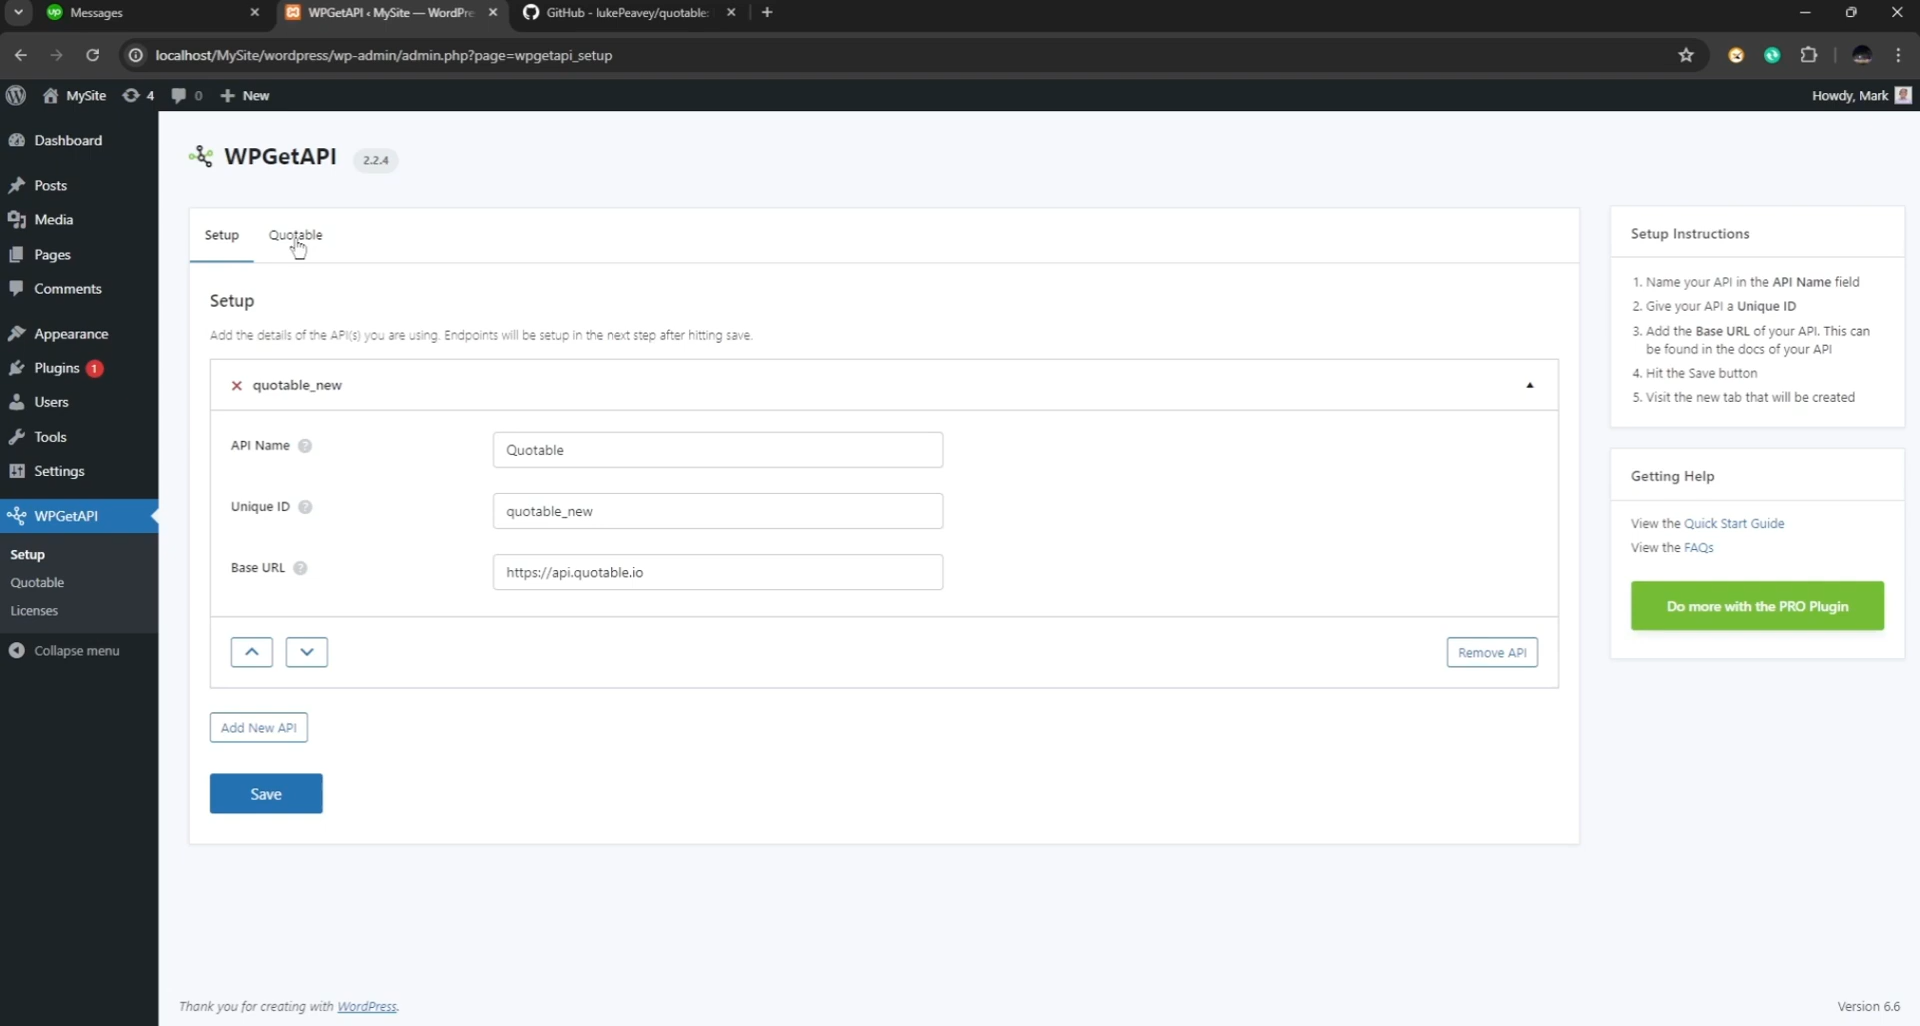 Messages
WPGetAPI ‹ MySite — WordPre
GitHub - lukePeavey/quotable:
localhost/MySite/wordpress/wp-admin/admin.php?page=wpgetapi_setup
MySite
4
0
New
Howdy, Mark
Dashboard
Posts
Media
Pages
Comments
Appearance
Plugins 1
Users
Tools
Settings
WPGetAPI
Setup
Quotable
Licenses
Collapse menu
WPGetAPI 2.2.4
Setup
Quotable
Setup
Add the details of the API(s) you are using. Endpoints will be setup in the next step after hitting save.
quotable_new
API Name ?
Quotable
Unique ID ?
quotable_new
Base URL ?
https://api.quotable.io
Remove API
Add New API
Save
Setup Instructions
1. Name your API in the API Name field
2. Give your API a Unique ID
3. Add the Base URL of your API. This can
be found in the docs of your API
4. Hit the Save button
5. Visit the new tab that will be created
Getting Help
View the Quick Start Guide
View the FAQs
Do more with the PRO Plugin
Thank you for creating with WordPress.
Version 6.6